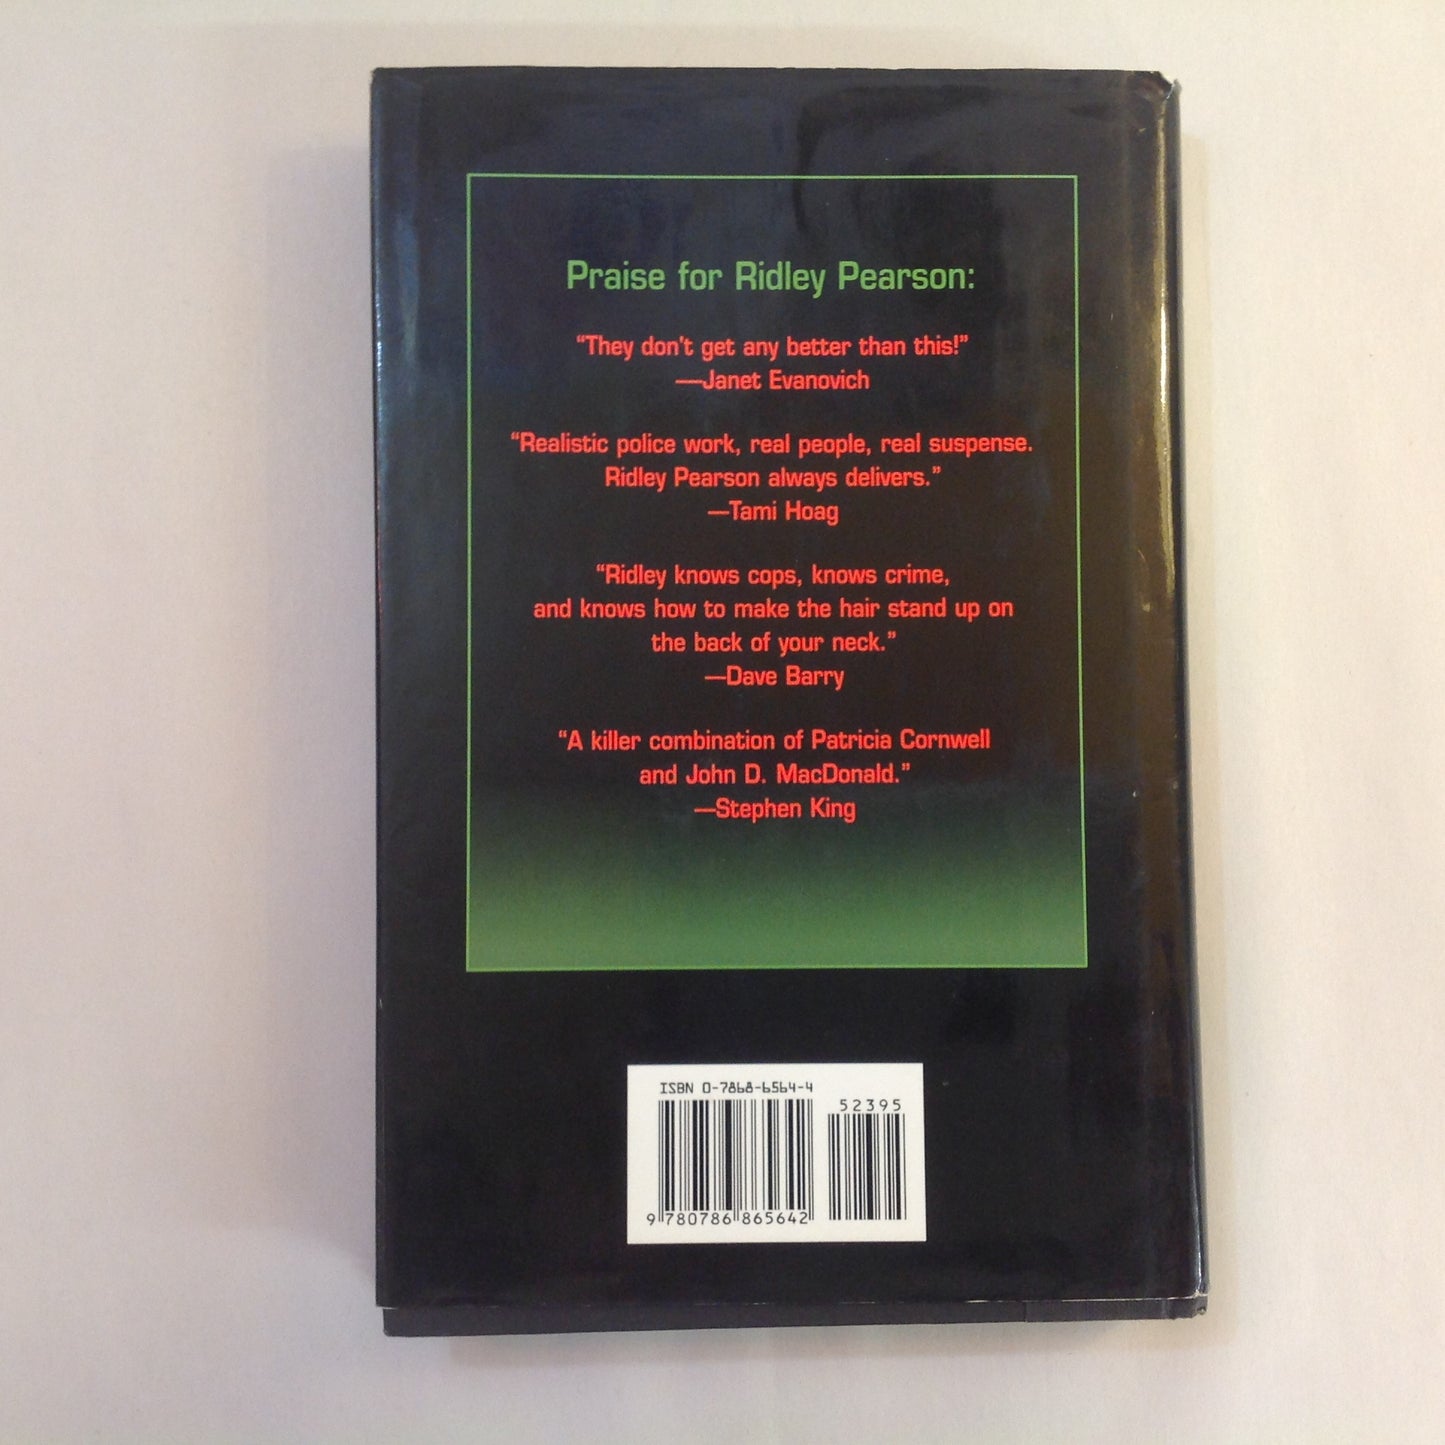 Praise for Ridley Pearson:
“They don't get any better than this!”
—Janet Evanovich
“Realistic police work, real people, real suspense.
Ridley Pearson always delivers.”
—Tami Hoag
“Ridley knows cops, knows crime,
and knows how to make the hair stand up on
the back of your neck.”
—Dave Barry
“A killer combination of Patricia Cornwell
and John D. MacDonald.”
—Stephen King
ISBN 0-7868-6564-4
52395
9 780786 865642